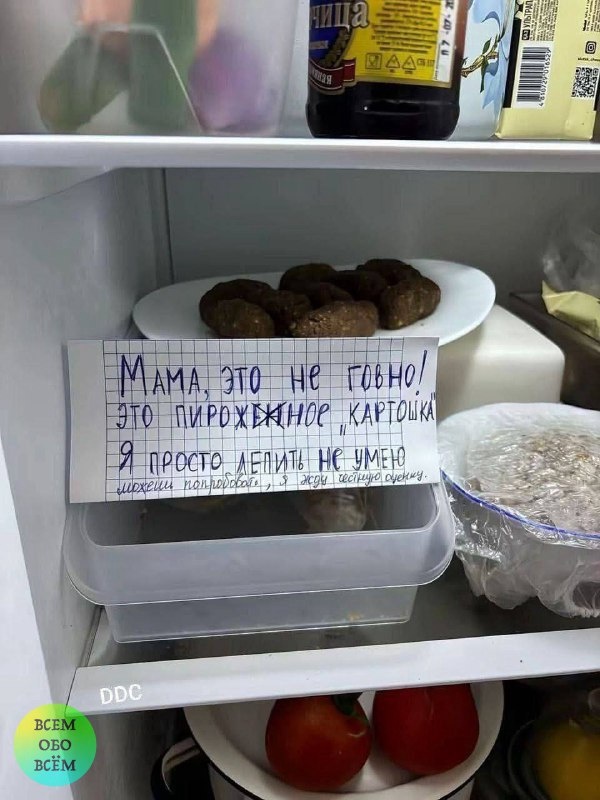 чица
МАМА, ЭТО НЕ ГОВНО!
ЭТО ПИРОЖНОЕ „КАРТОШКА"
Я ПРОСТО ЛЕПИТЬ НЕ УМЕЮ
можешь попробовать, я жду честную оценку.
DDC
ВСЕМ
ОБО
ВСЁМ